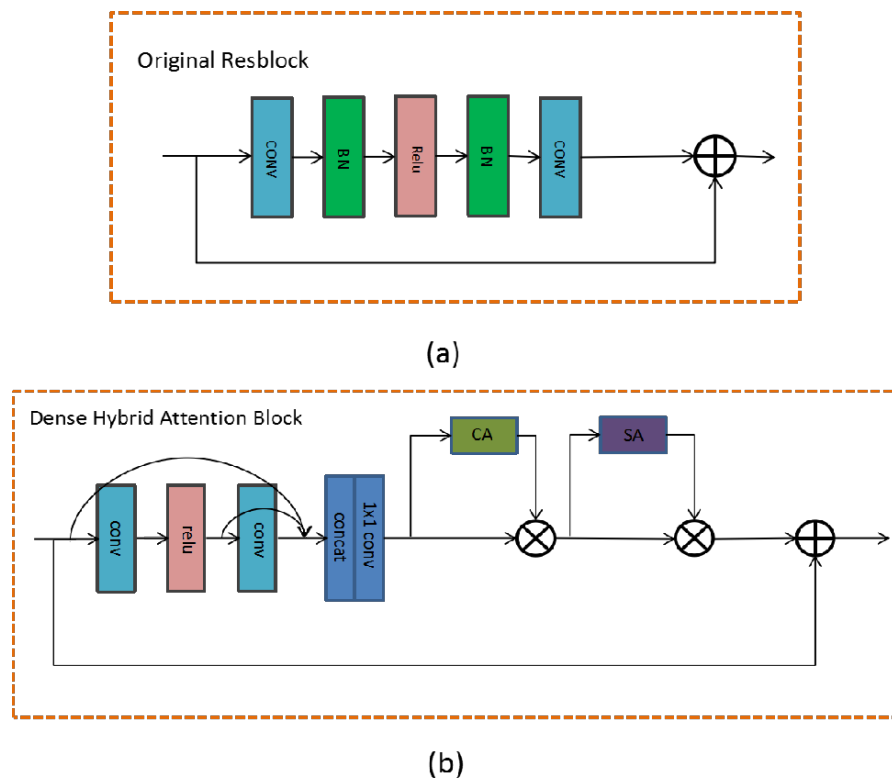 Original Resblock
CONV
BN
Relu
BN
CONV
(a)
Dense Hybrid Attention Block
CA
SA
conv
relu
conv
concat
1x1 conv
(b)